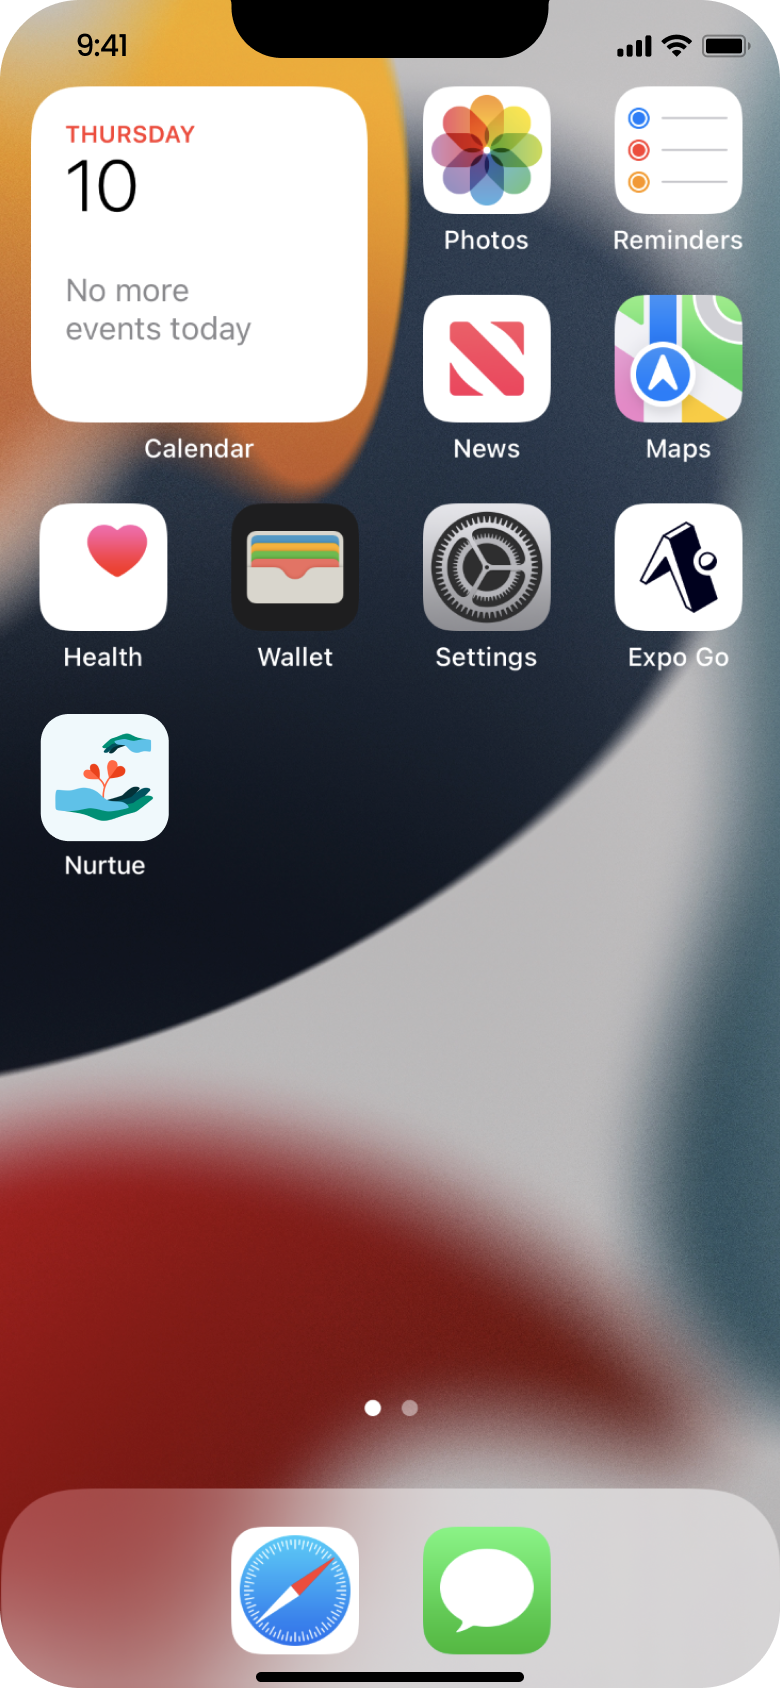 9:41
THURSDAY
10
No more
events today
Calendar
Photos
Reminders
News
Maps
Health
Wallet
Settings
Expo Go
Nurtue